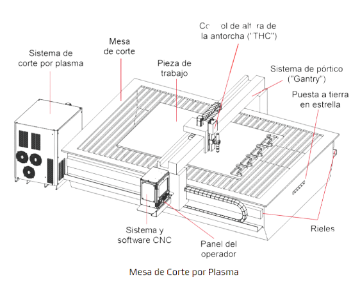 Control de altura de
la antorcha ("THC")
Mesa
de corte
Sistema de
corte por plasma
Pieza de
trabajo
Sistema de pórtico
("Gantry")
Puesta a tierra
en estrella
Sistema y
software CNC
Panel del
operador
Rieles
Mesa de Corte por Plasma